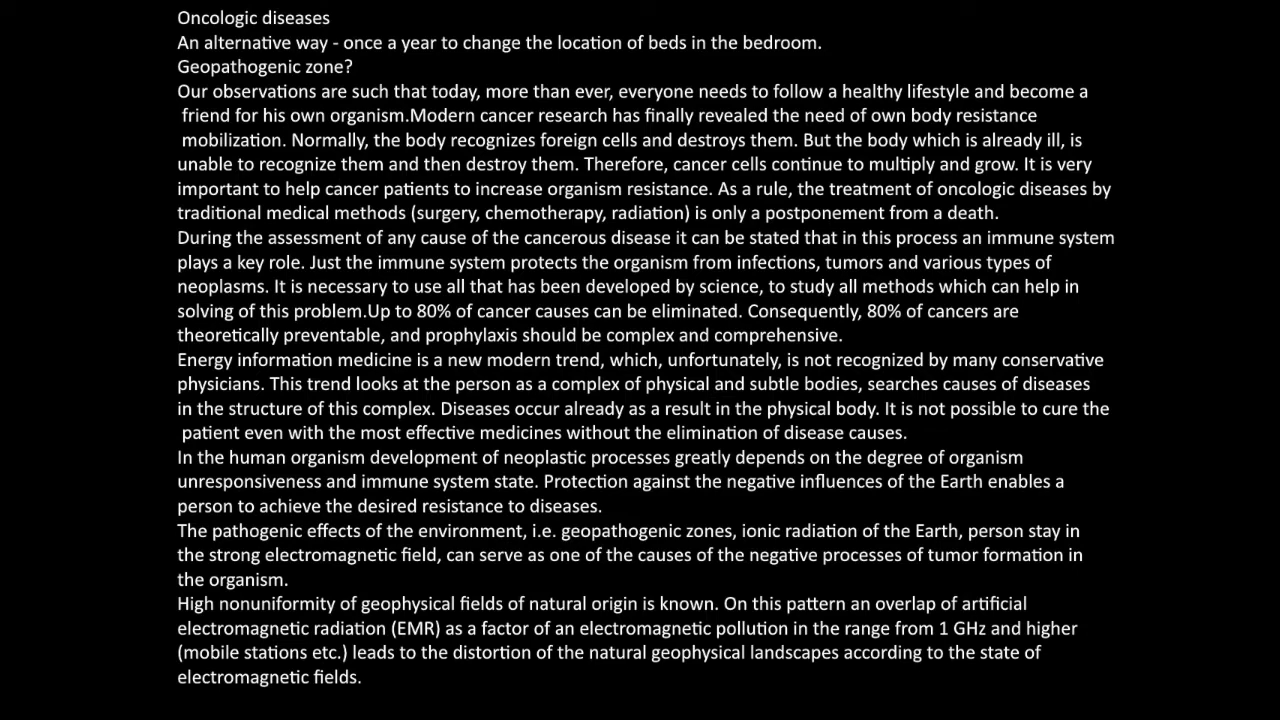 Oncologic diseases
An alternative way - once a year to change the location of beds in the bedroom.
Geopathogenic zone?
Our observations are such that today, more than ever, everyone needs to follow a healthy lifestyle and become a
friend for his own organism.Modern cancer research has finally revealed the need of own body resistance
mobilization. Normally, the body recognizes foreign cells and destroys them. But the body which is already ill, is
unable to recognize them and then destroy them. Therefore, cancer cells continue to multiply and grow. It is very
important to help cancer patients to increase organism resistance. As a rule, the treatment of oncologic diseases by
traditional medical methods (surgery, chemotherapy, radiation) is only a postponement from a death.
During the assessment of any cause of the cancerous disease it can be stated that in this process an immune system
plays a key role. Just the immune system protects the organism from infections, tumors and various types of
neoplasms. It is necessary to use all that has been developed by science, to study all methods which can help in
solving of this problem.Up to 80% of cancer causes can be eliminated. Consequently, 80% of cancers are
theoretically preventable, and prophylaxis should be complex and comprehensive.
Energy information medicine is a new modern trend, which, unfortunately, is not recognized by many conservative
physicians. This trend looks at the person as a complex of physical and subtle bodies, searches causes of diseases
in the structure of this complex. Diseases occur already as a result in the physical body. It is not possible to cure the
patient even with the most effective medicines without the elimination of disease causes.
In the human organism development of neoplastic processes greatly depends on the degree of organism
unresponsiveness and immune system state. Protection against the negative influences of the Earth enables a
person to achieve the desired resistance to diseases.
The pathogenic effects of the environment, i.e. geopathogenic zones, ionic radiation of the Earth, person stay in
the strong electromagnetic field, can serve as one of the causes of the negative processes of tumor formation in
the organism.
High nonuniformity of geophysical fields of natural origin is known. On this pattern an overlap of artificial
electromagnetic radiation (EMR) as a factor of an electromagnetic pollution in the range from 1 GHz and higher
(mobile stations etc.) leads to the distortion of the natural geophysical landscapes according to the state of
electromagnetic fields.